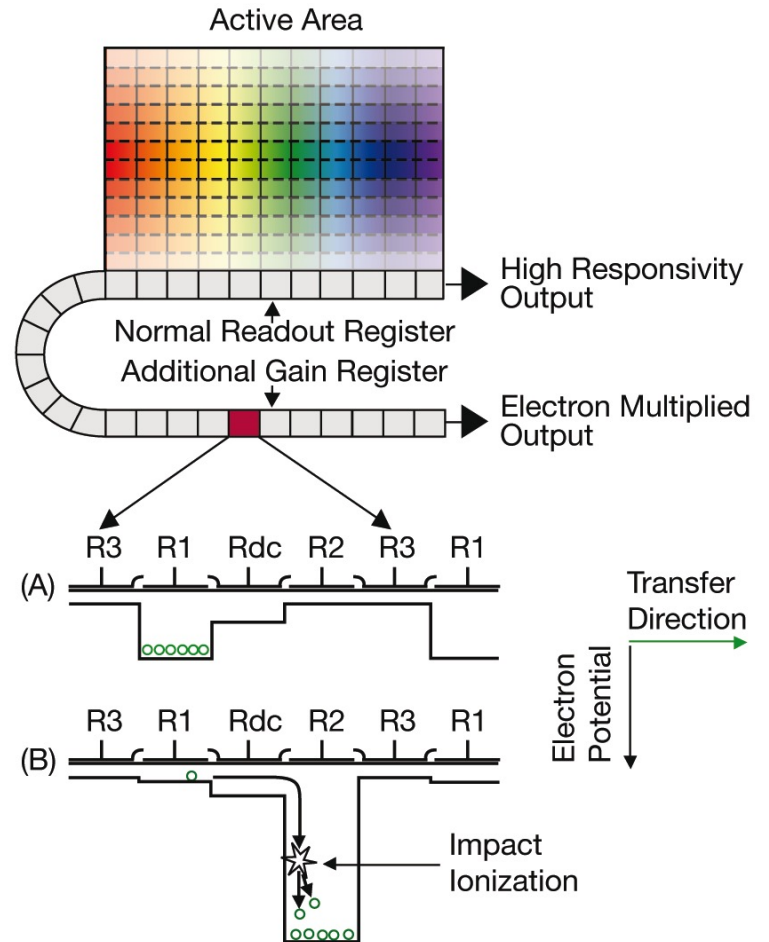 Active Area
High Responsivity
Output
Normal Readout Register
Additional Gain Register
Electron Multiplied
Output
R3 R1 Rdc R2 R3 R1
(A)
Transfer
Direction
Electron
Potential
R3 R1 Rdc R2 R3 R1
(B)
Impact
Ionization